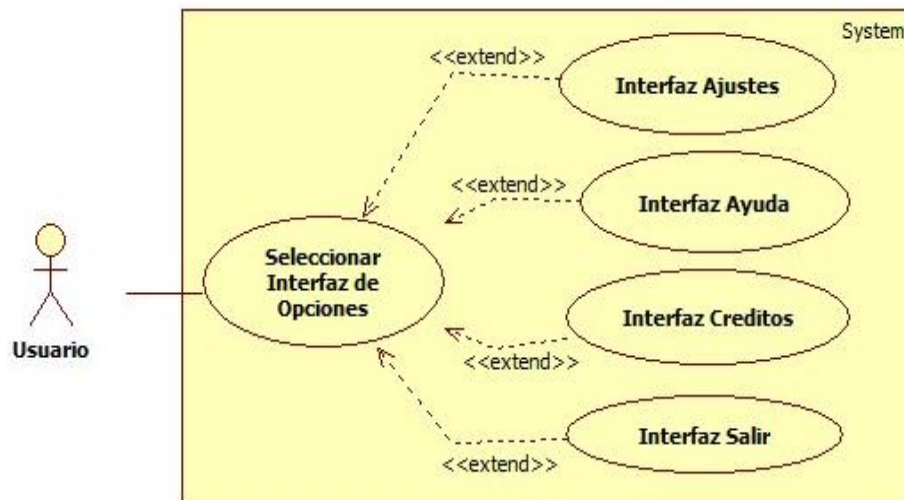 System
<<extend>>
Interfaz Ajustes
<<extend>>
Interfaz Ayuda
Seleccionar
Interfaz de
Opciones
Usuario
Interfaz Creditos
<<extend>>
Interfaz Salir
<<extend>>